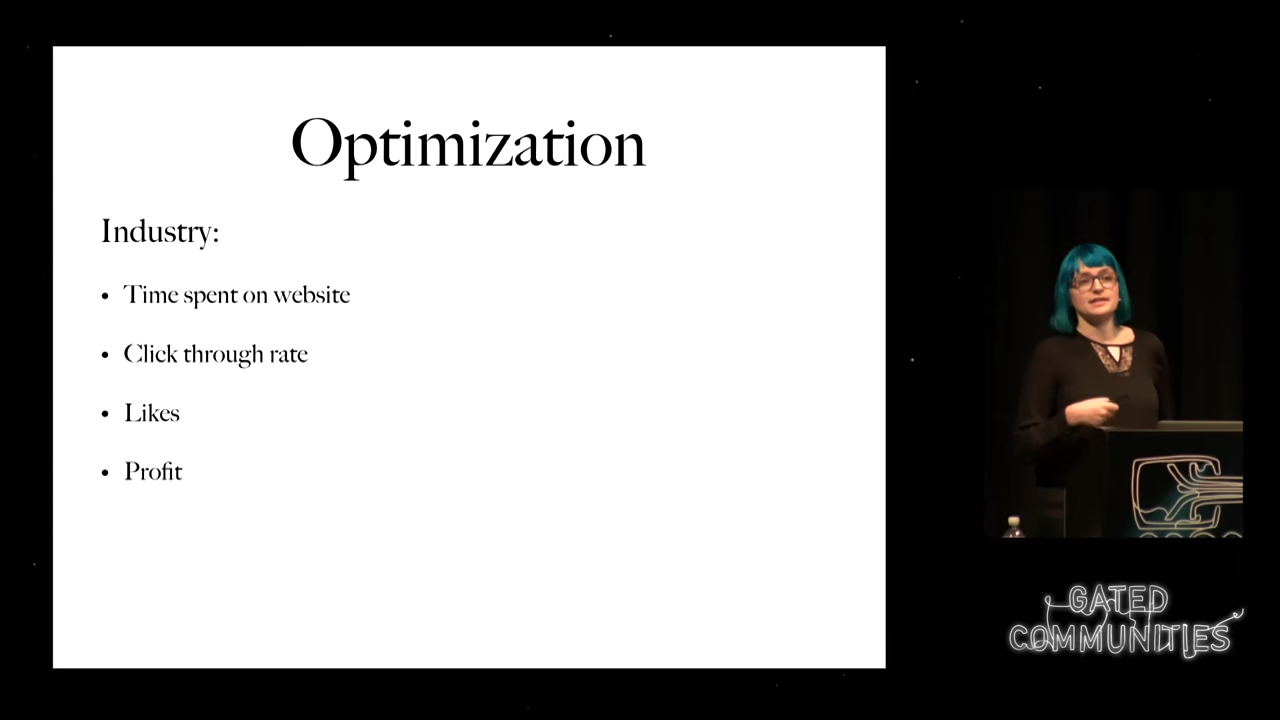 Optimization
Industry:
• Time spent on website
• Click through rate
• Likes
• Profit
GATED
COMMUNITIES